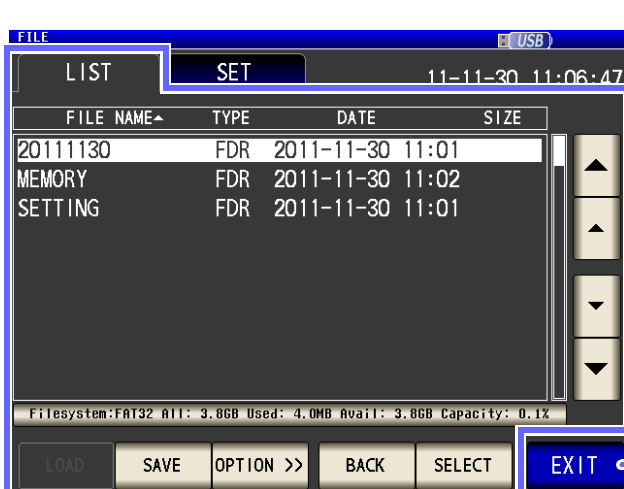 FILE USB
LIST SET 11-11-30 11:06:47
FILE NAME▲ TYPE DATE SIZE
20111130 FDR 2011-11-30 11:01
MEMORY FDR 2011-11-30 11:02
SETTING FDR 2011-11-30 11:01
Filesystem:FAT32 All: 3.8GB Used: 4.0MB Avail: 3.8GB Capacity: 0.1%
LOAD SAVE OPTION >> BACK SELECT EXIT